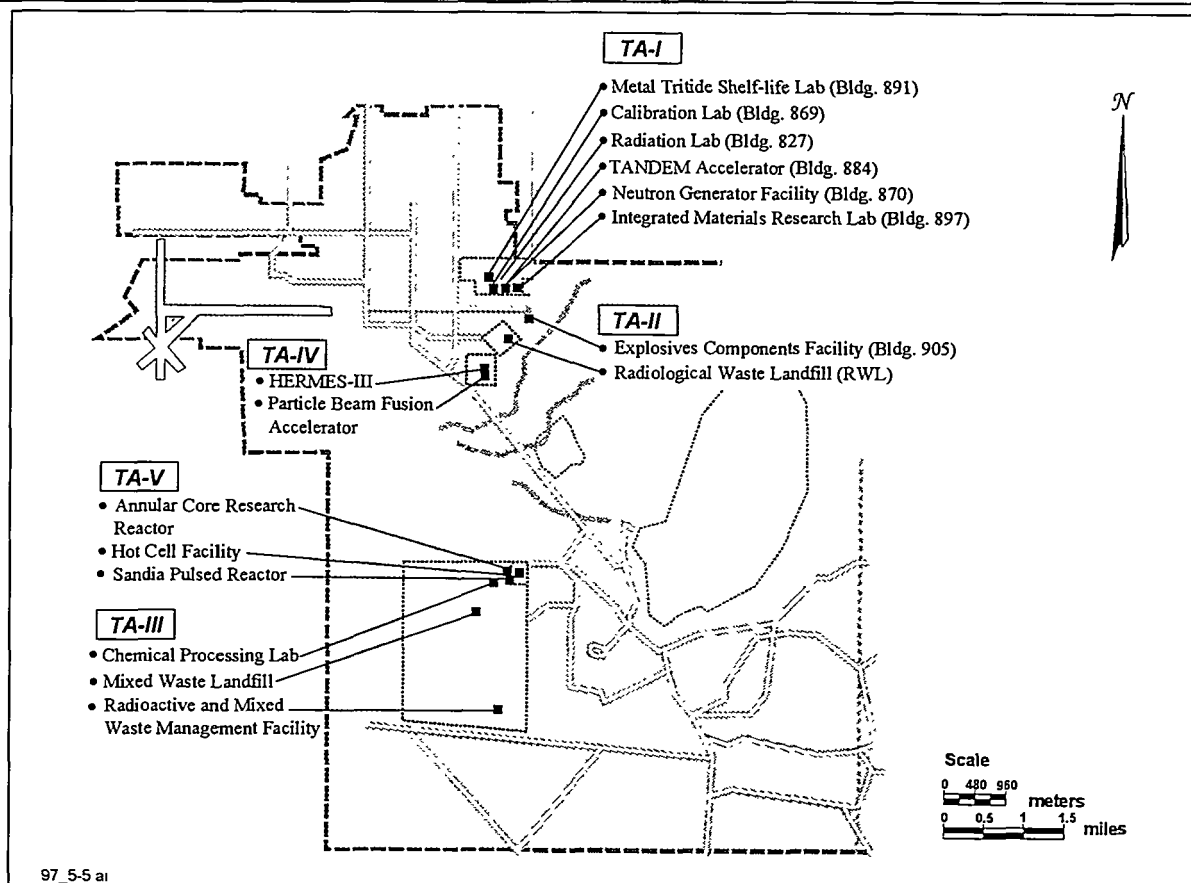 TA-I
• Metal Tritide Shelf-life Lab (Bldg. 891)
• Calibration Lab (Bldg. 869)
• Radiation Lab (Bldg. 827)
• TANDEM Accelerator (Bldg. 884)
• Neutron Generator Facility (Bldg. 870)
• Integrated Materials Research Lab (Bldg. 897)
N
TA-II
• Explosives Components Facility (Bldg. 905)
• Radiological Waste Landfill (RWL)
TA-IV
• HERMES-III
• Particle Beam Fusion
Accelerator
TA-V
• Annular Core Research
Reactor
• Hot Cell Facility
• Sandia Pulsed Reactor
TA-III
• Chemical Processing Lab
• Mixed Waste Landfill
• Radioactive and Mixed
Waste Management Facility
Scale
0 480 960
meters
0 0.5 1 1.5
miles
97_5-5 ai